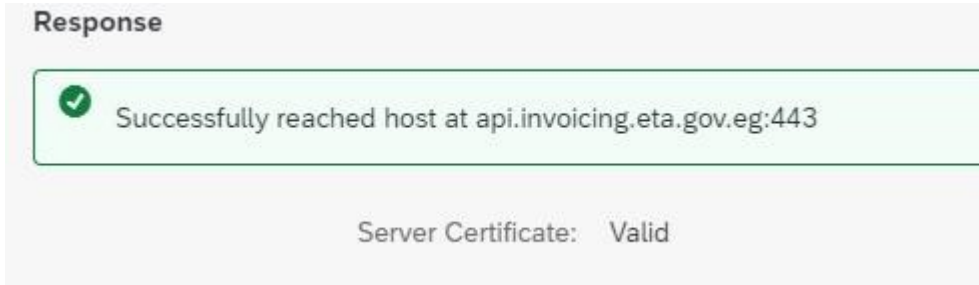 Response
Successfully reached host at api.invoicing.eta.gov.eg:443
Server Certificate: Valid